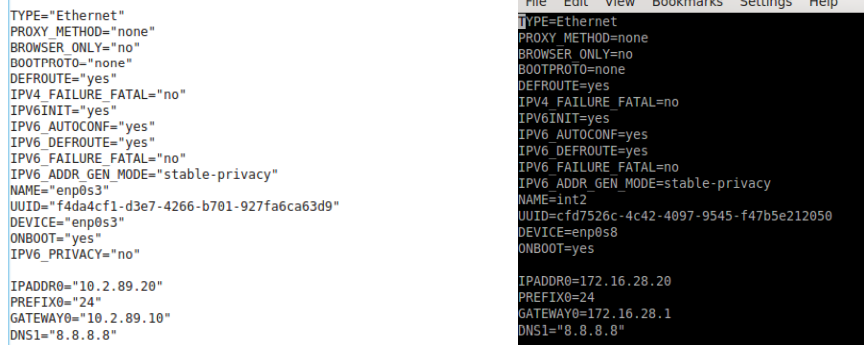 TYPE="Ethernet"
PROXY_METHOD="none"
BROWSER_ONLY="no"
BOOTPROTO="none"
DEFROUTE="yes"
IPV4_FAILURE_FATAL="no"
IPV6INIT="yes"
IPV6_AUTOCONF="yes"
IPV6_DEFROUTE="yes"
IPV6_FAILURE_FATAL="no"
IPV6_ADDR_GEN_MODE="stable-privacy"
NAME="enp0s3"
UUID="f4da4cf1-d3e7-4266-b701-927fa6ca63d9"
DEVICE="enp0s3"
ONBOOT="yes"
IPV6_PRIVACY="no"
IPADDR0="10.2.89.20"
PREFIX0="24"
GATEWAY0="10.2.89.10"
DNS1="8.8.8.8"
File Edit View Bookmarks Settings Help
TYPE=Ethernet
PROXY_METHOD=none
BROWSER_ONLY=no
BOOTPROTO=none
DEFROUTE=yes
IPV4_FAILURE_FATAL=no
IPV6INIT=yes
IPV6_AUTOCONF=yes
IPV6_DEFROUTE=yes
IPV6_FAILURE_FATAL=no
IPV6_ADDR_GEN_MODE=stable-privacy
NAME=int2
UUID=cfd7526c-4c42-4097-9545-f47b5e212050
DEVICE=enp0s8
ONBOOT=yes
IPADDR0=172.16.28.20
PREFIX0=24
GATEWAY0=172.16.28.1
DNS1="8.8.8.8"